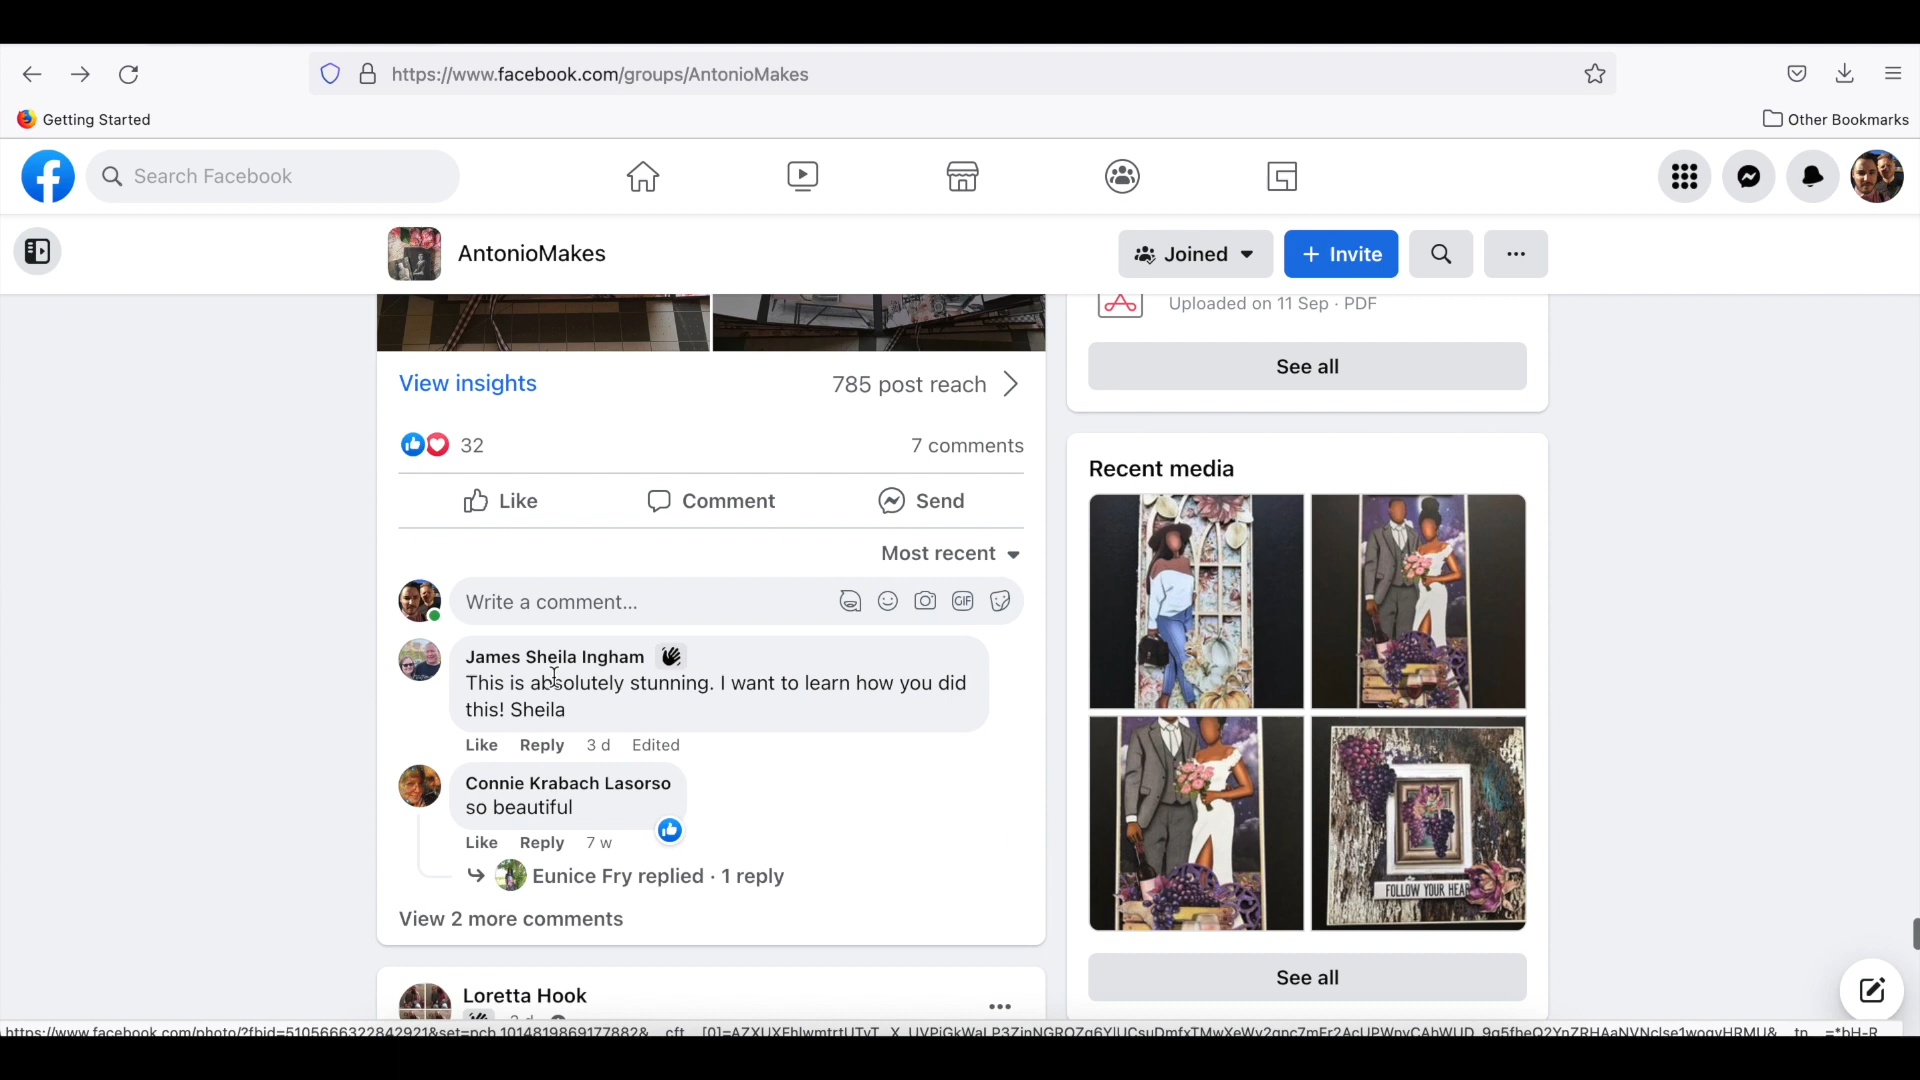 https://www.facebook.com/groups/AntonioMakes
Getting Started
Other Bookmarks
Search Facebook
AntonioMakes
Joined
+ Invite
Uploaded on 11 Sep · PDF
See all
View insights
785 post reach
32
7 comments
Like
Comment
Send
Most recent
Write a comment...
GIF
James Sheila Ingham
This is absolutely stunning. I want to learn how you did
this! Sheila
Like Reply 3 d Edited
Connie Krabach Lasorso
so beautiful
Like Reply 7 w
Eunice Fry replied · 1 reply
View 2 more comments
Loretta Hook
Recent media
FOLLOW YOUR HEA
See all